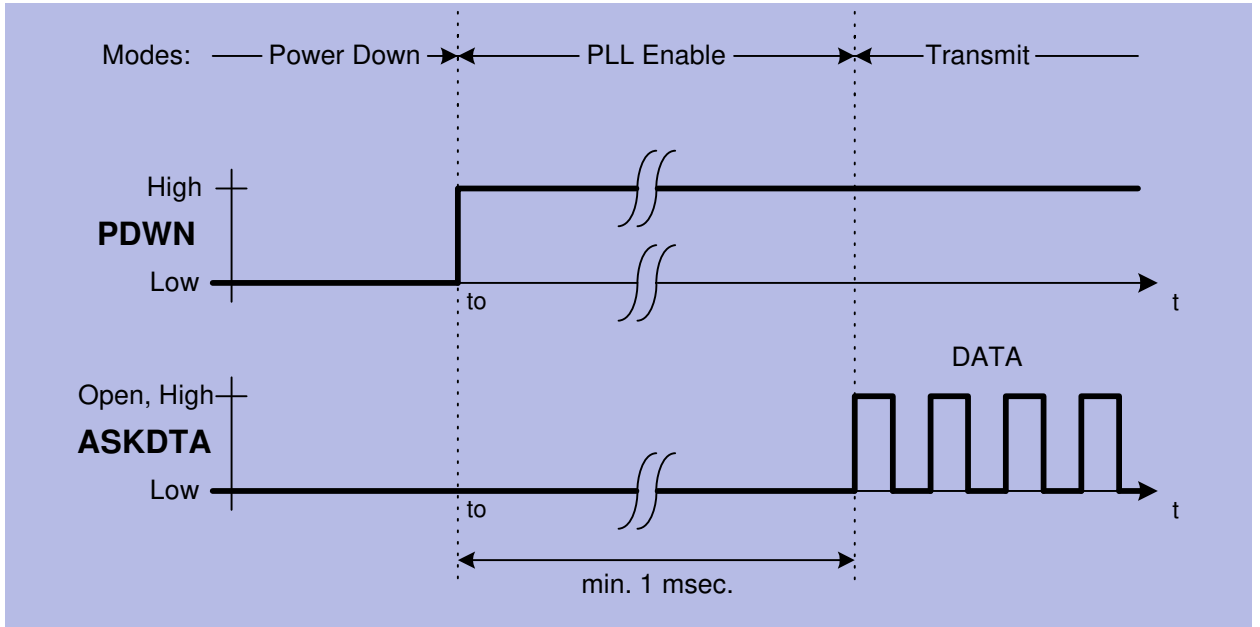 Modes: Power Down PLL Enable Transmit
High
PDWN
Low
to
t
DATA
Open, High
ASKDTA
Low
to
t
min. 1 msec.